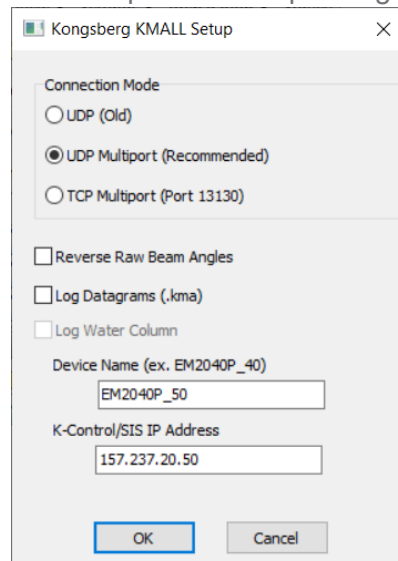 Kongsberg KMALL Setup
Connection Mode
UDP (Old)
UDP Multiport (Recommended)
TCP Multiport (Port 13130)
Reverse Raw Beam Angles
Log Datagrams (.kma)
Log Water Column
Device Name (ex. EM2040P_40)
EM2040P_50
K-Control/SIS IP Address
157.237.20.50
OK Cancel